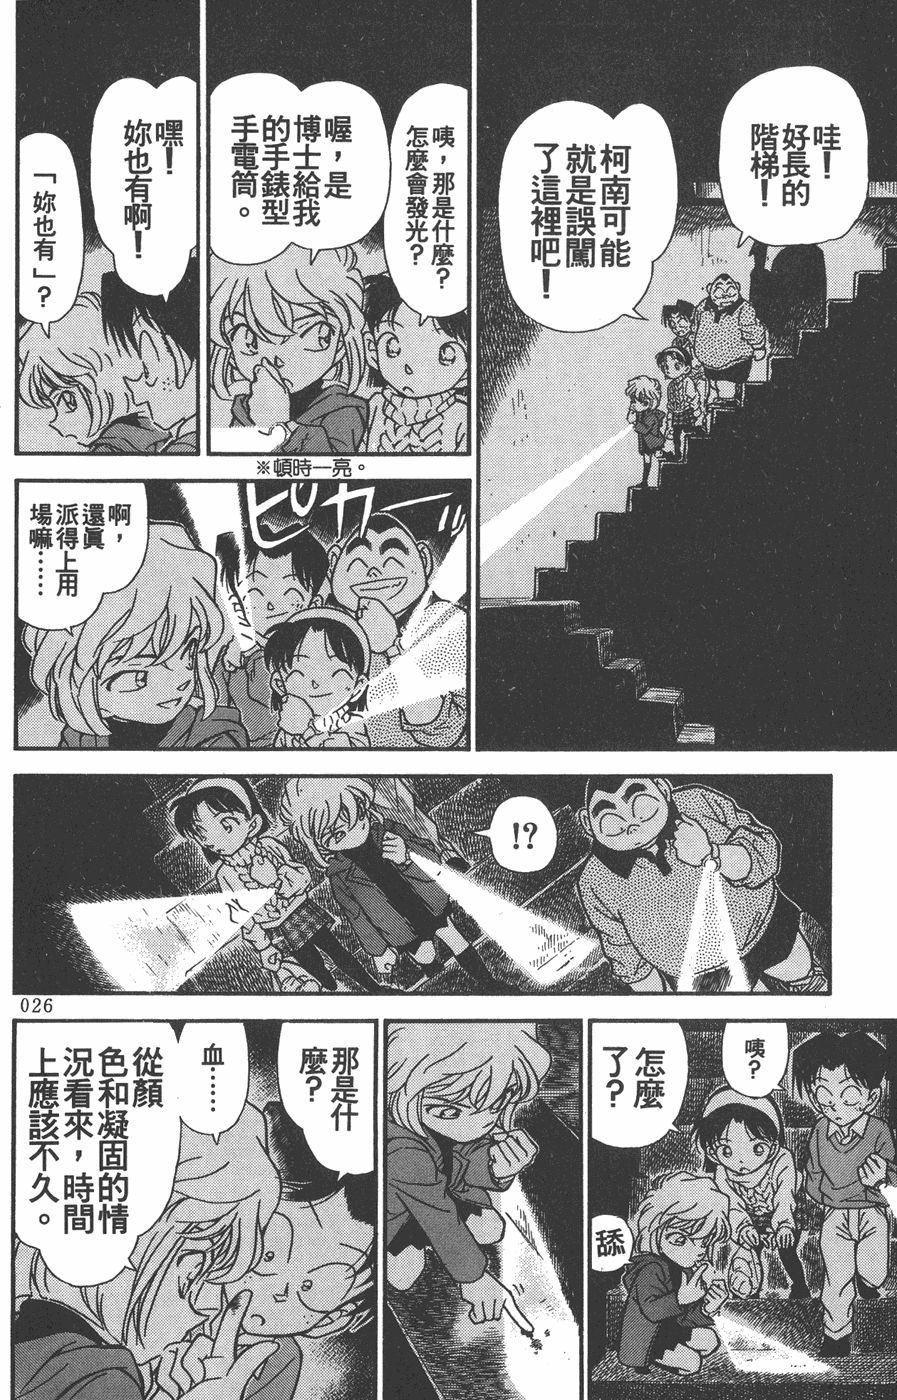 哇！
好長的
階梯！
柯南可能
就是誤闖
了這裡吧！
咦，那是什麼？
怎麼會發光？
喔，是
博士給我
的手錶型
手電筒。
嘿！
妳也有啊！
「妳也有」？
※頓時一亮。
ピカーッ
啊，
還真
派得上用
場嘛……
!?
026
咦？
怎麼
了？
舔
那是什
麼？
血……
從顏
色和凝固的情
況看來，時間
上應該不久。